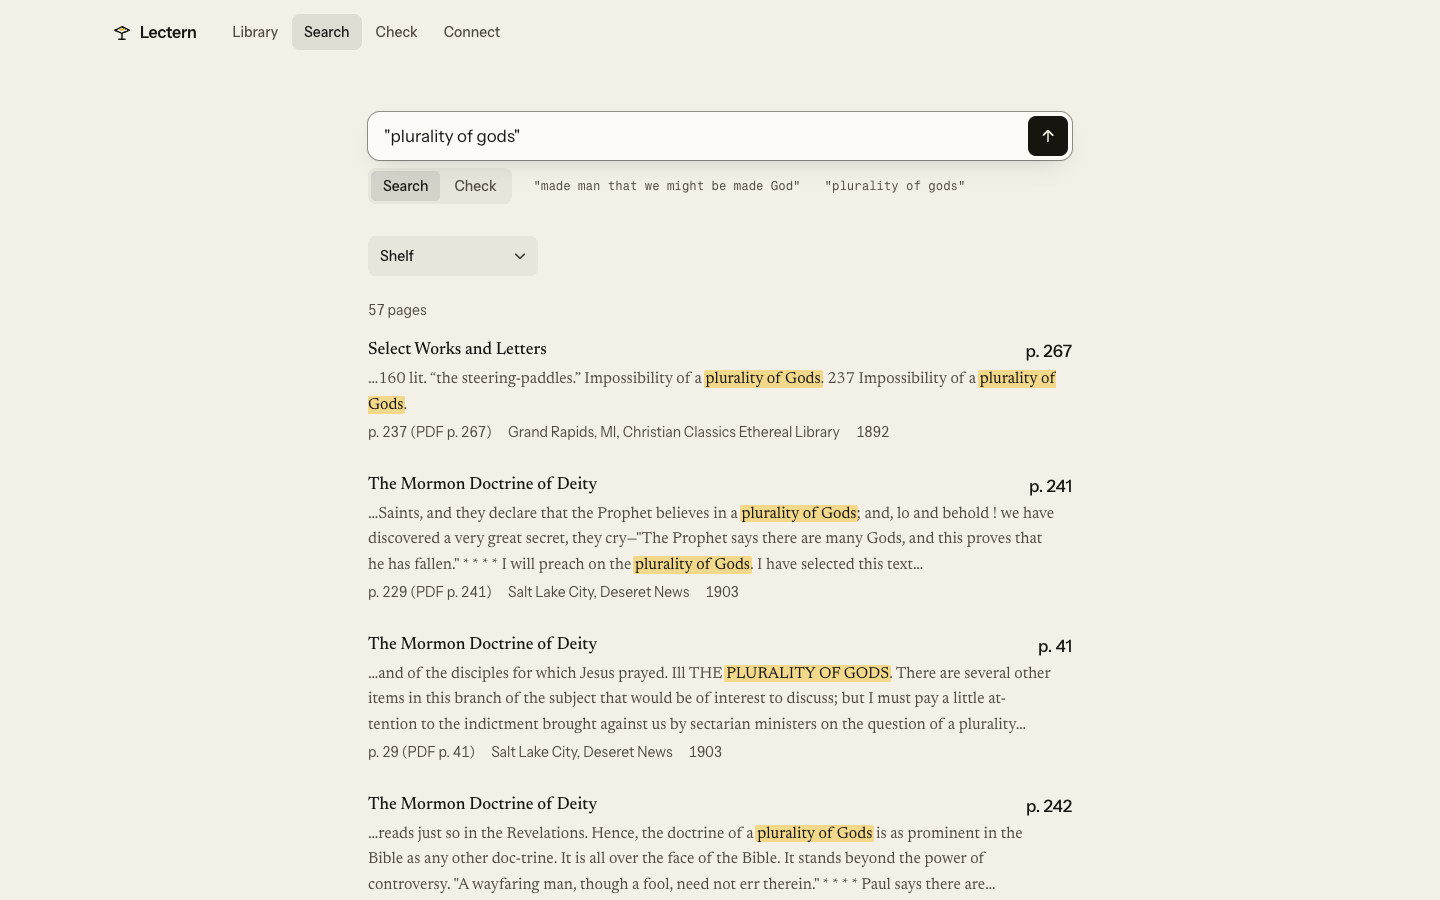 Lectern
Library
Search
Check
Connect
"plurality of gods"
Search
Check
"made man that we might be made God"
"plurality of gods"
Shelf
57 pages
Select Works and Letters
p. 267
…160 lit. “the steering-paddles.” Impossibility of a plurality of Gods. 237 Impossibility of a plurality of
Gods.
p. 237 (PDF p. 267) Grand Rapids, MI, Christian Classics Ethereal Library 1892
The Mormon Doctrine of Deity
p. 241
…Saints, and they declare that the Prophet believes in a plurality of Gods; and, lo and behold ! we have
discovered a very great secret, they cry—"The Prophet says there are many Gods, and this proves that
he has fallen." * * * * I will preach on the plurality of Gods. I have selected this text…
p. 229 (PDF p. 241) Salt Lake City, Deseret News 1903
The Mormon Doctrine of Deity
p. 41
…and of the disciples for which Jesus prayed. Ill THE PLURALITY OF GODS. There are several other
items in this branch of the subject that would be of interest to discuss; but I must pay a little at-
tention to the indictment brought against us by sectarian ministers on the question of a plurality…
p. 29 (PDF p. 41) Salt Lake City, Deseret News 1903
The Mormon Doctrine of Deity
p. 242
…reads just so in the Revelations. Hence, the doctrine of a plurality of Gods is as prominent in the
Bible as any other doc-trine. It is all over the face of the Bible. It stands beyond the power of
controversy. "A wayfaring man, though a fool, need not err therein." * * * * Paul says there are…